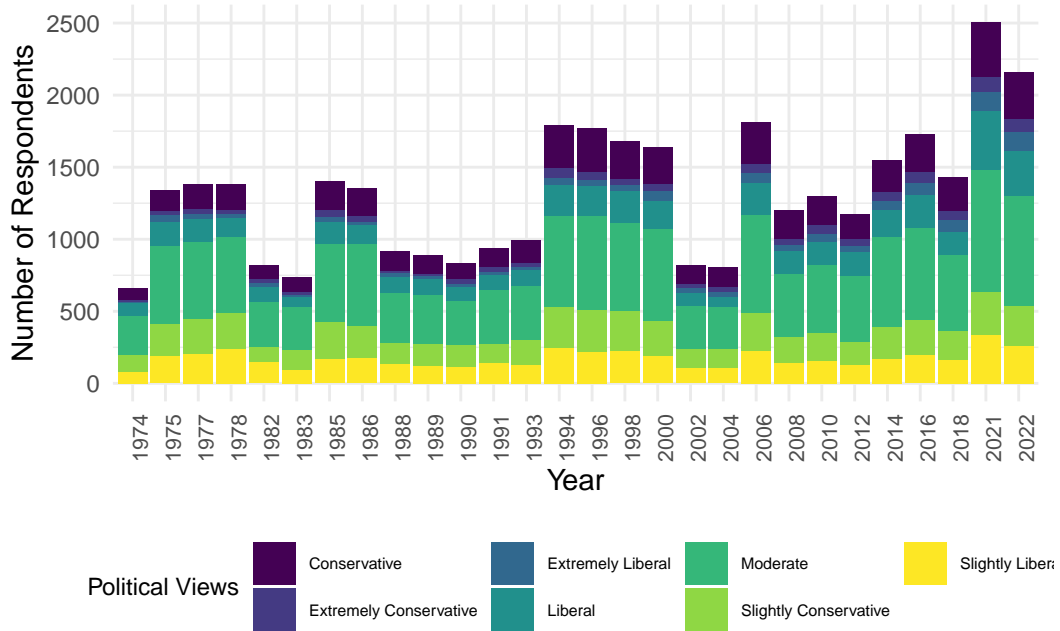 2500
2000
1500
1000
500
0
Number of Respondents
1974 1975 1977 1978 1982 1983 1985 1986 1988 1989 1990 1991 1993 1994 1996 1998 2000 2002 2004 2006 2008 2010 2012 2014 2016 2018 2021 2022
Year
Political Views
Conservative Extremely Liberal Moderate Slightly Libera
Extremely Conservative Liberal Slightly Conservative